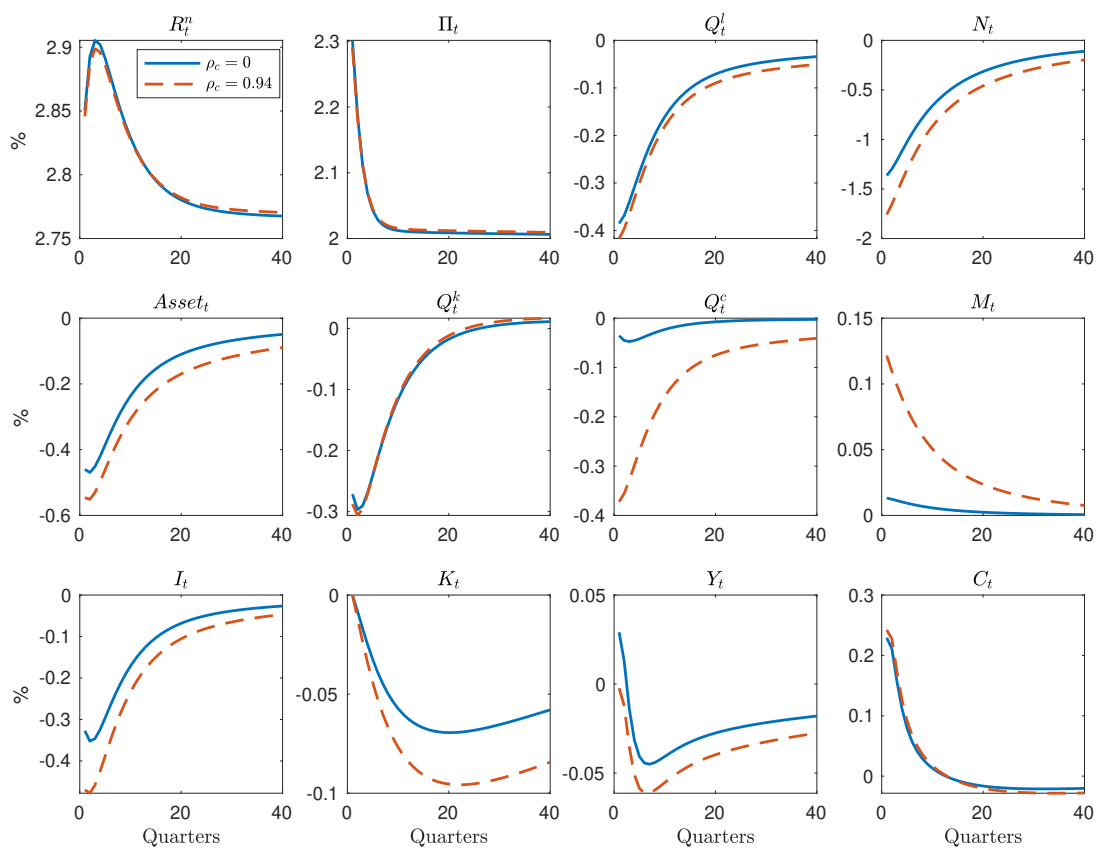 R_t^n Π_t Q_t^l N_t
2.9 2.3 0 0
ρ_c = 0
ρ_c = 0.94
2.85 2.2 -0.1 -0.5
-0.2 -1
2.8 2.1 -0.3 -1.5
-0.4
2.75 2 -2
%
0 20 40 0 20 40 0 20 40 0 20 40
Asset_t Q_t^k Q_t^c M_t
0 0 0 0.15
-0.2 -0.1 -0.1 0.1
-0.4 -0.2 -0.2 0.05
-0.3
-0.6 -0.3 -0.4 0
%
0 20 40 0 20 40 0 20 40 0 20 40
I_t K_t Y_t C_t
0 0 0.05 0.3
-0.1 0.2
-0.2 -0.05 0 0.1
-0.3
-0.4 0
-0.1 -0.05
%
0 20 40 0 20 40 0 20 40 0 20 40
Quarters Quarters Quarters Quarters